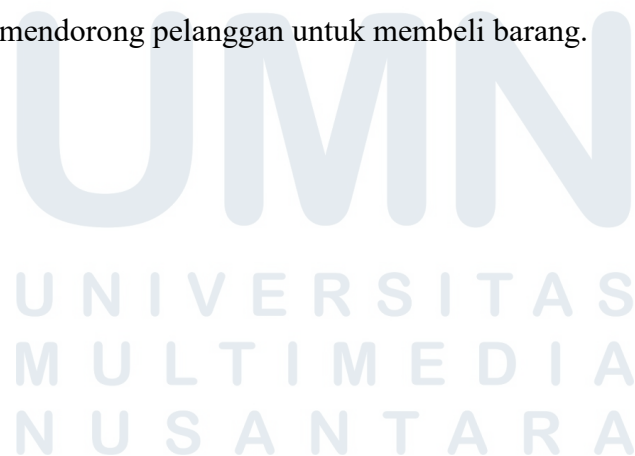 mendorong pelanggan untuk membeli barang.
UMN
UNIVERSITAS
MULTIMEDIA
NUSANTARA